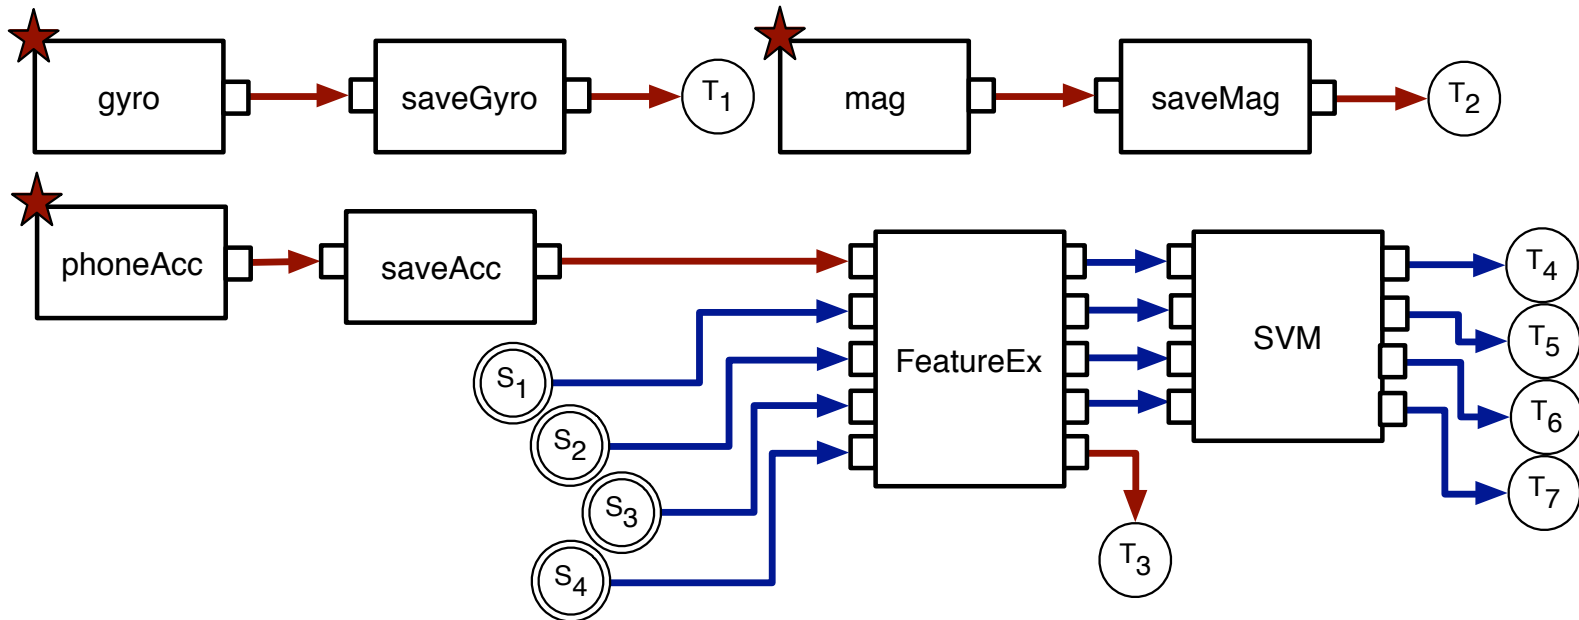 gyro
saveGyro
T1
mag
saveMag
T2
phoneAcc
saveAcc
FeatureEx
SVM
T4
T5
T6
T7
S1
S2
S3
S4
T3